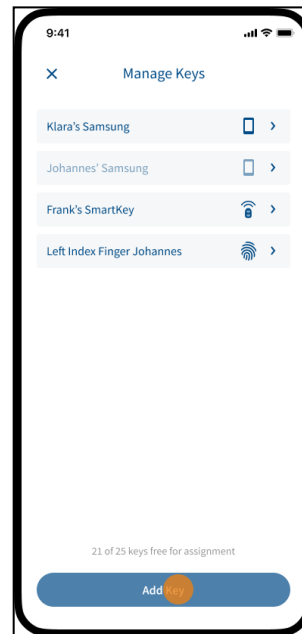 9:41
Manage Keys
Klara's Samsung
Johannes' Samsung
Frank's SmartKey
Left Index Finger Johannes
21 of 25 keys free for assignment
Add Key